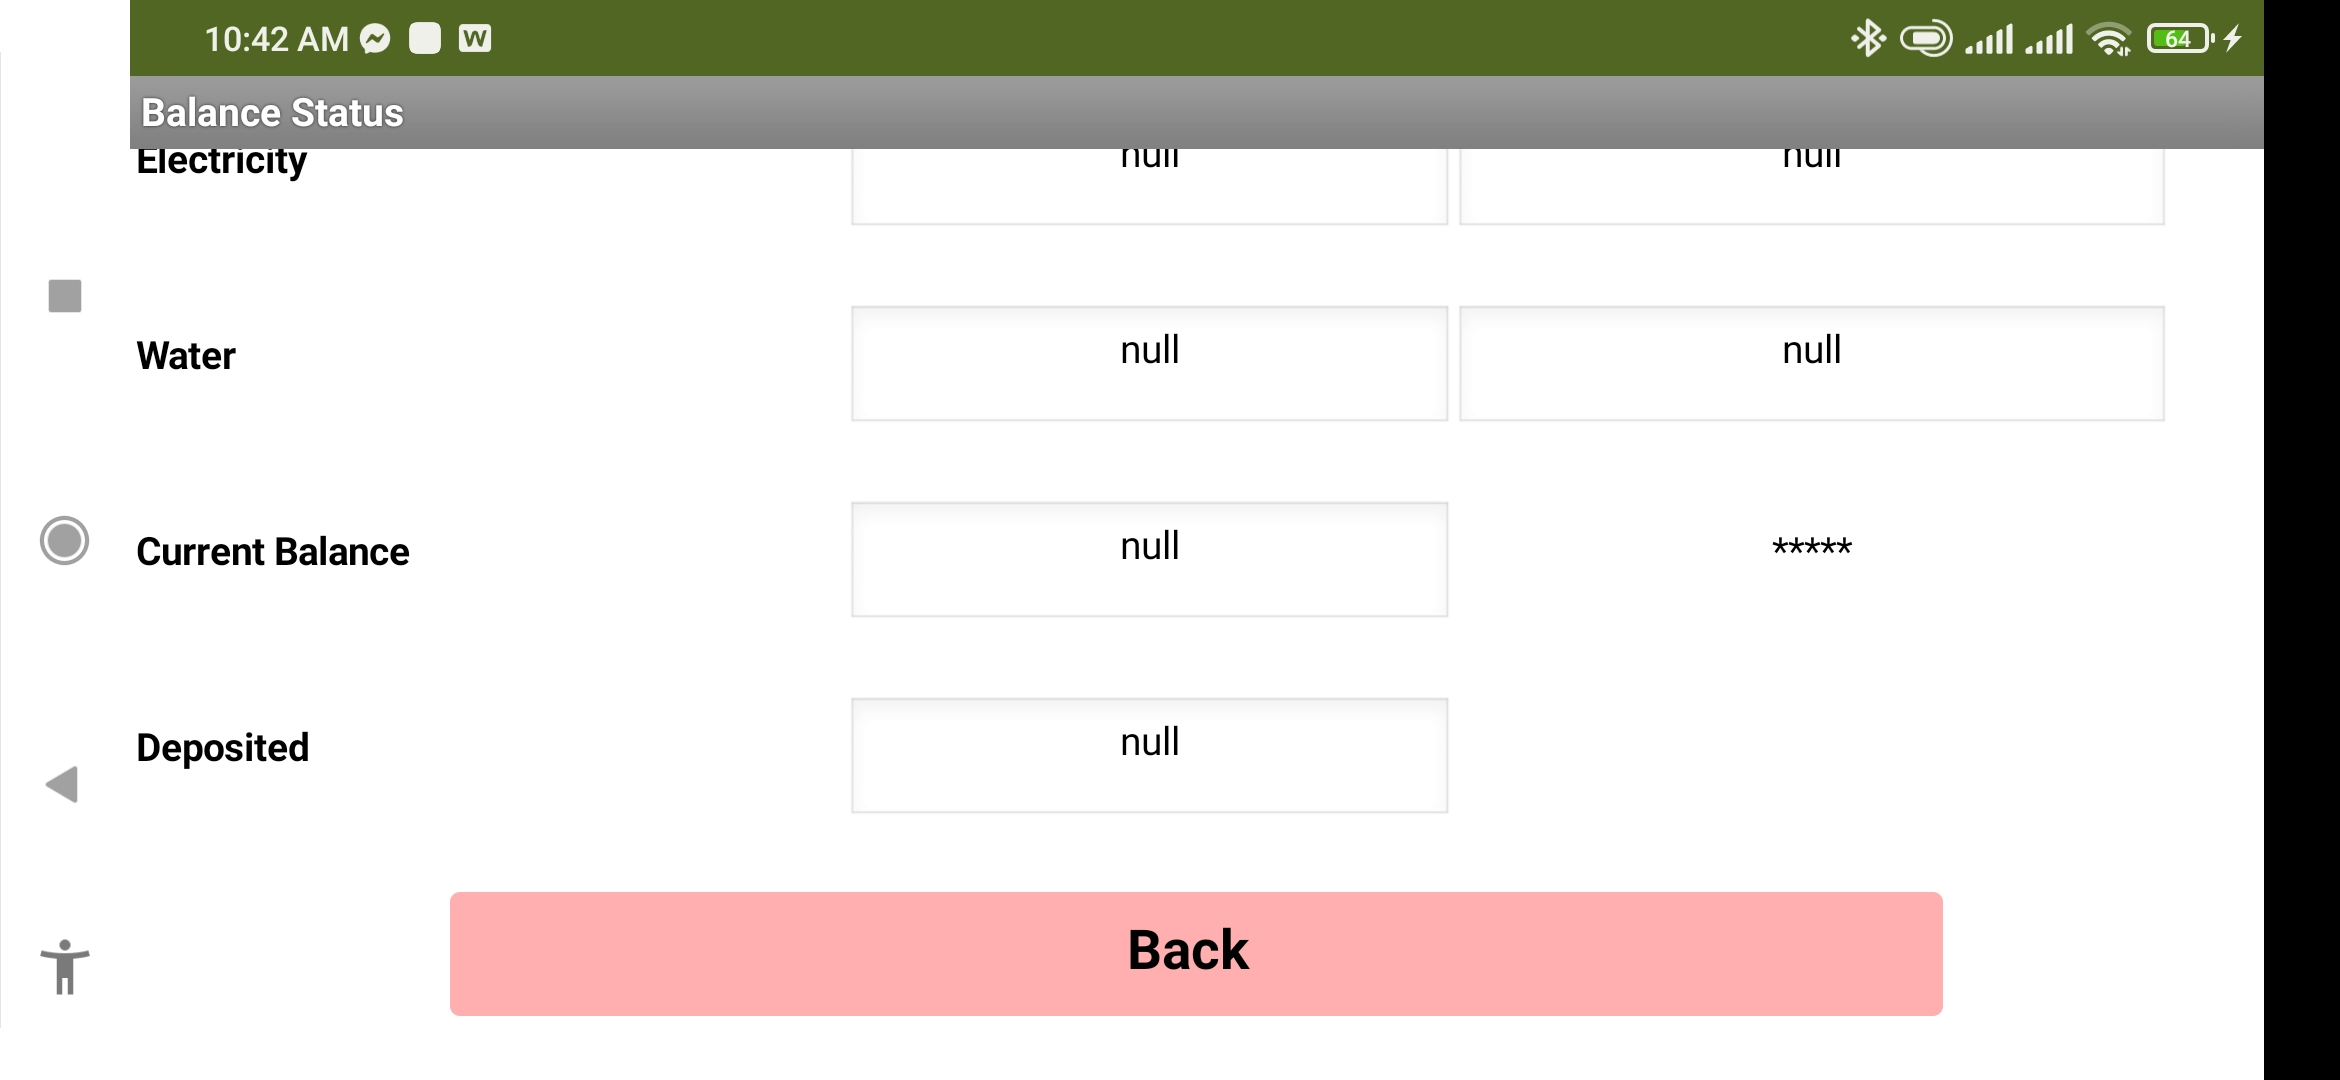 10:42 AM W 64
Balance Status
Electricity null null
Water null null
Current Balance null *****
Deposited null
Back